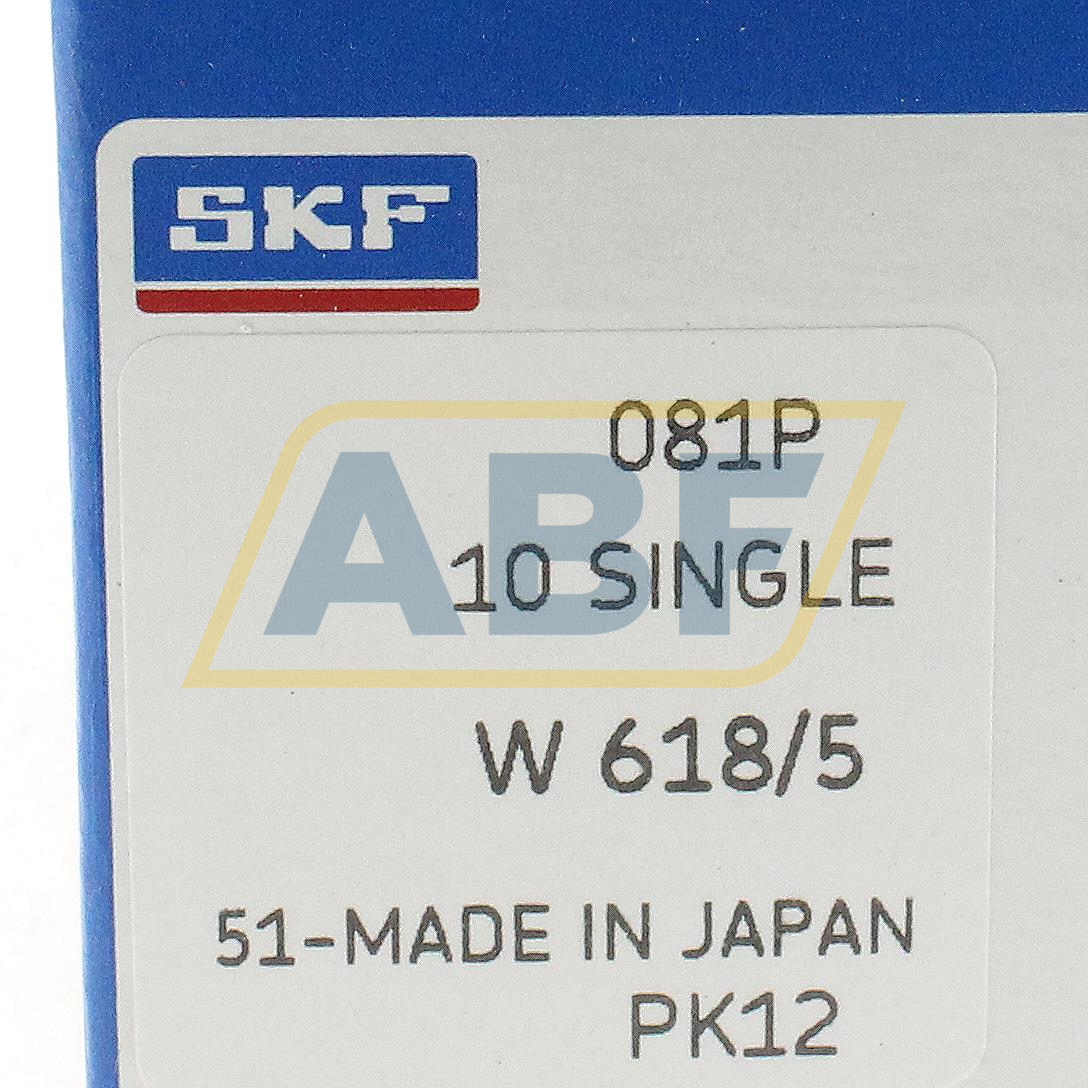 SKF
081P
ABF
10 SINGLE
W 618/5
51-MADE IN JAPAN
PK12